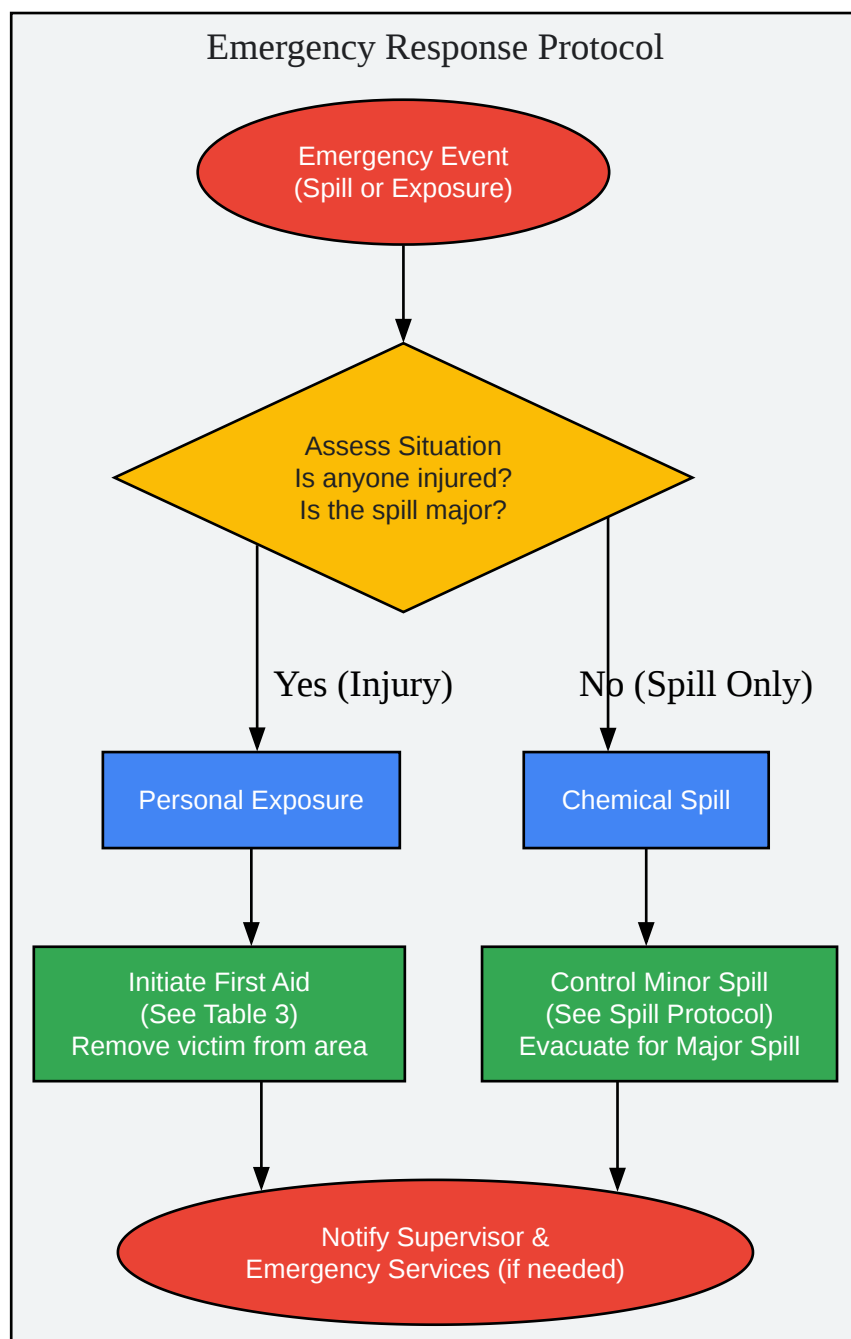 Emergency Response Protocol
Emergency Event
(Spill or Exposure)
Assess Situation
Is anyone injured?
Is the spill major?
Yes (Injury)
No (Spill Only)
Personal Exposure
Chemical Spill
Initiate First Aid
(See Table 3)
Remove victim from area
Control Minor Spill
(See Spill Protocol)
Evacuate for Major Spill
Notify Supervisor &
Emergency Services (if needed)